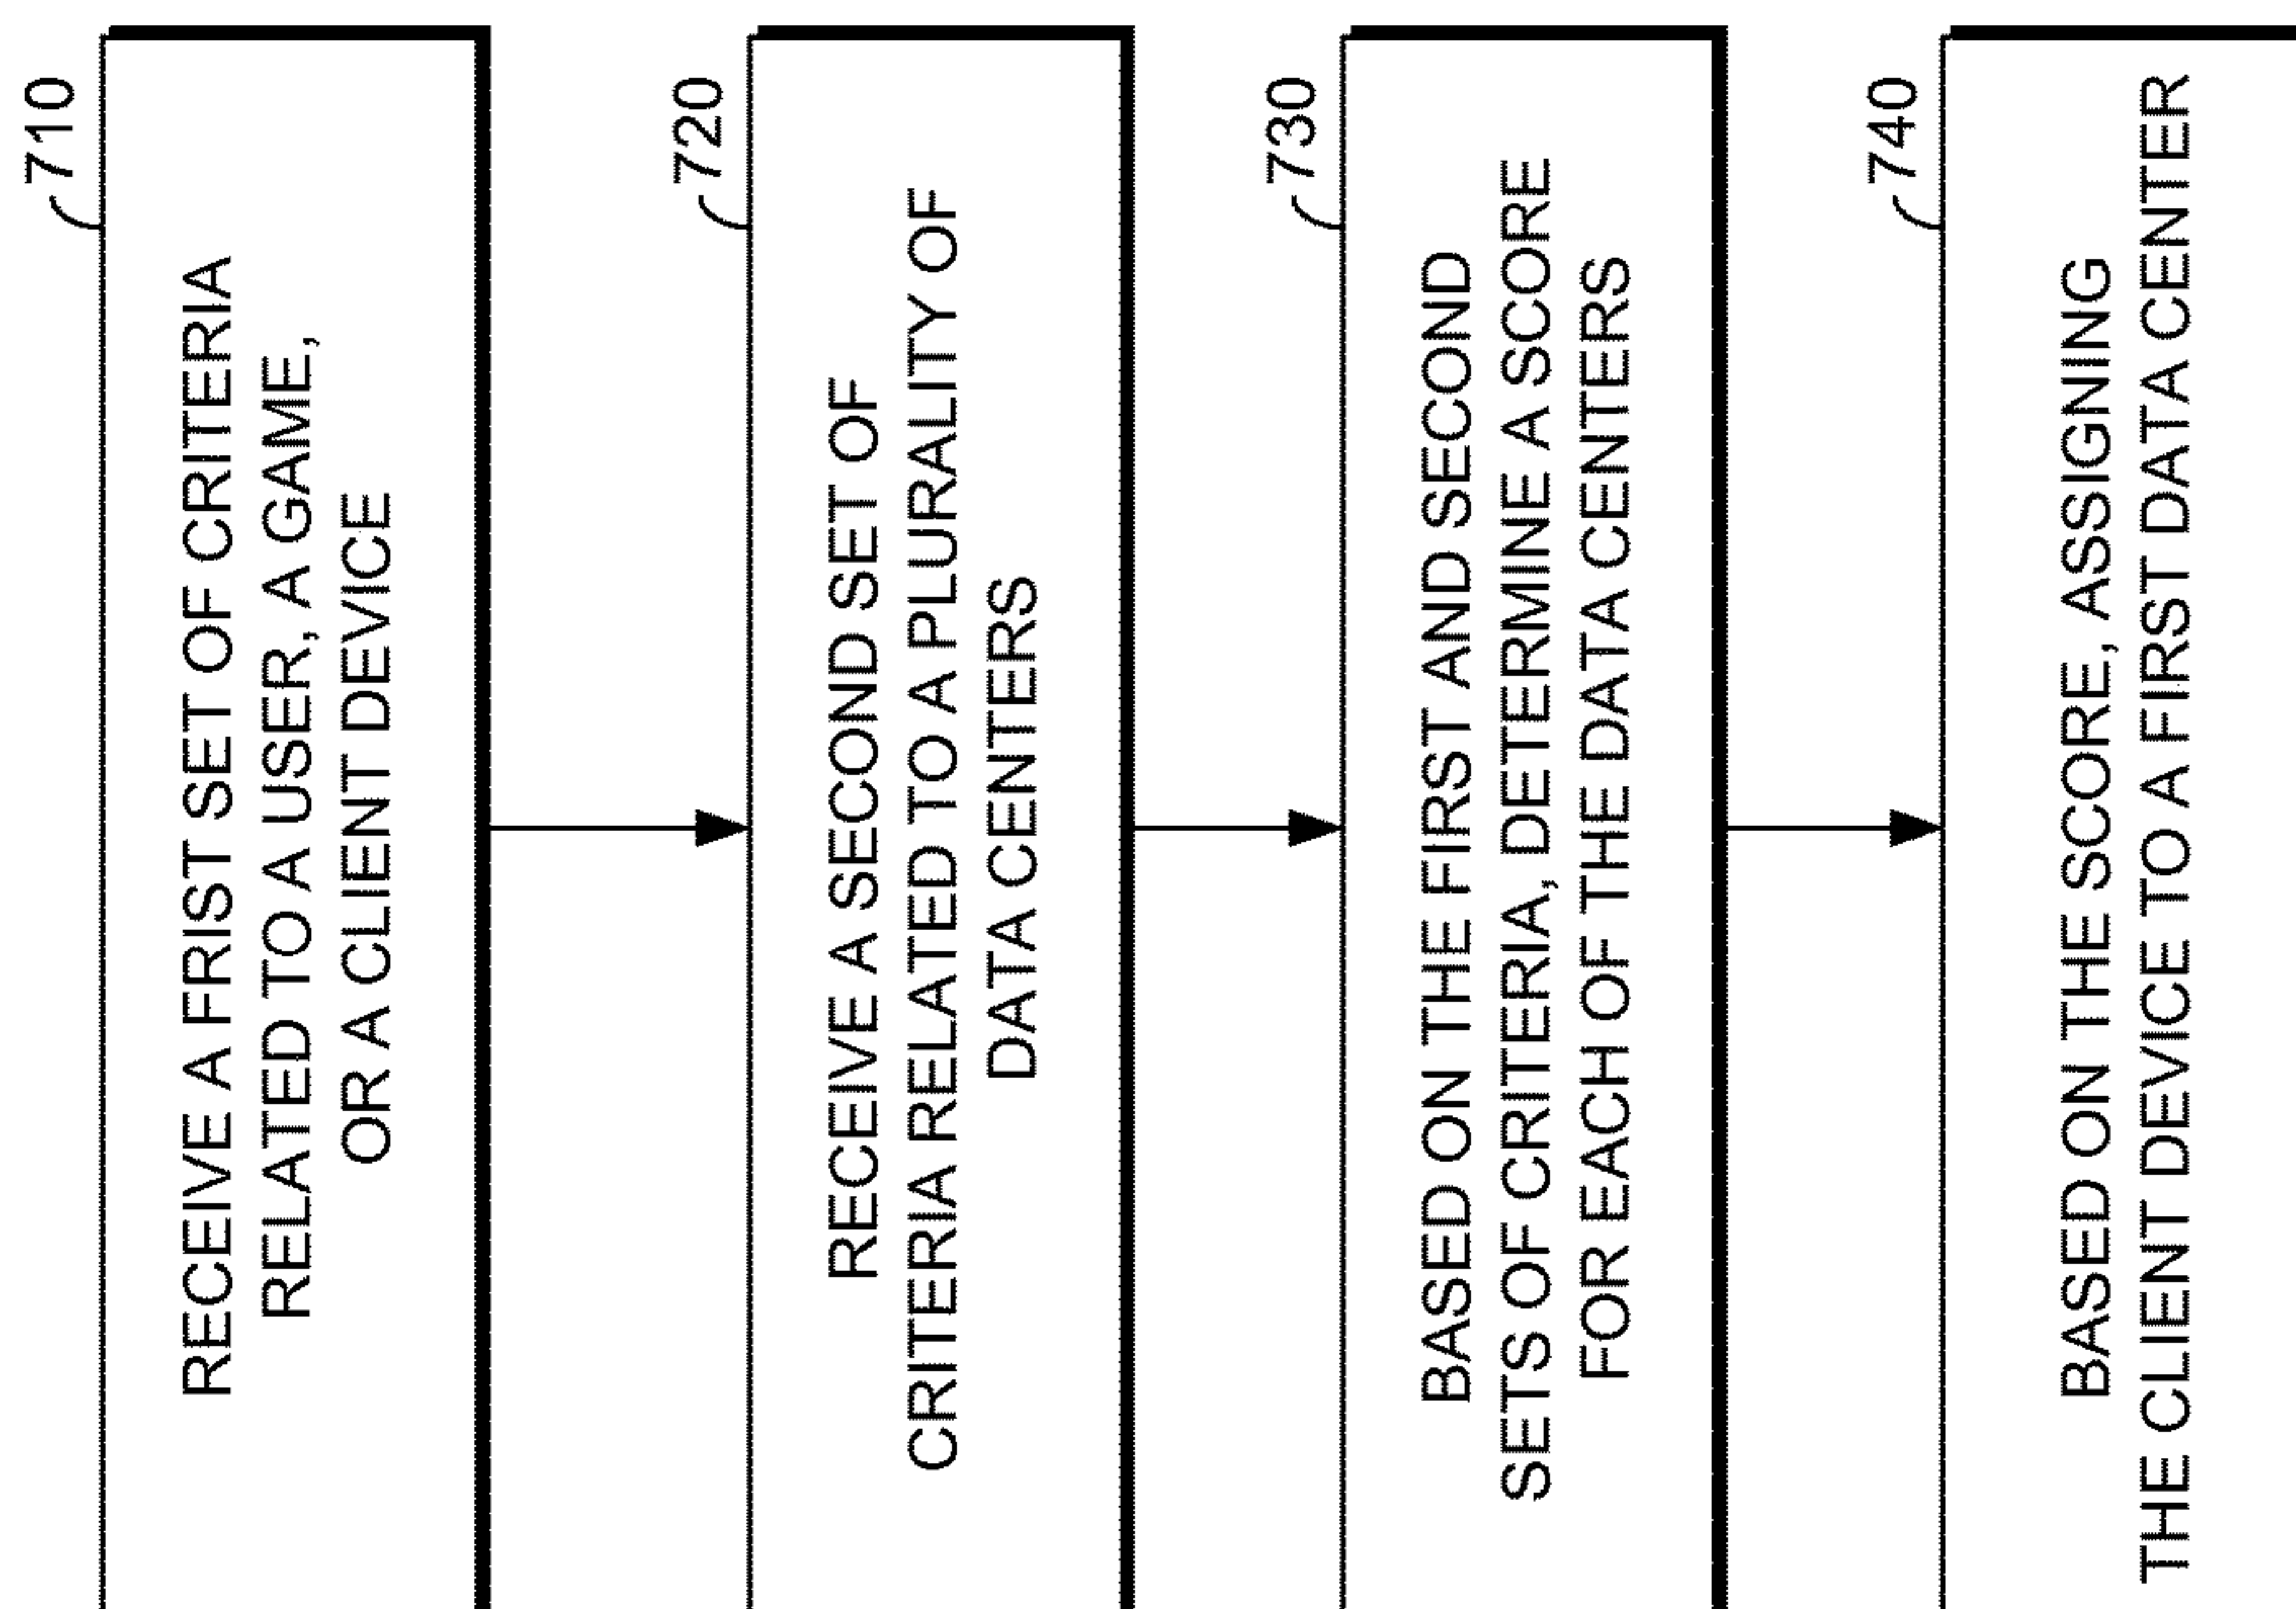 710
RECEIVE A FRIST SET OF CRITERIA
RELATED TO A USER, A GAME,
OR A CLIENT DEVICE
720
RECEIVE A SECOND SET OF
CRITERIA RELATED TO A PLURALITY OF
DATA CENTERS
730
BASED ON THE FIRST AND SECOND
SETS OF CRITERIA, DETERMINE A SCORE
FOR EACH OF THE DATA CENTERS
740
BASED ON THE SCORE, ASSIGNING
THE CLIENT DEVICE TO A FIRST DATA CENTER